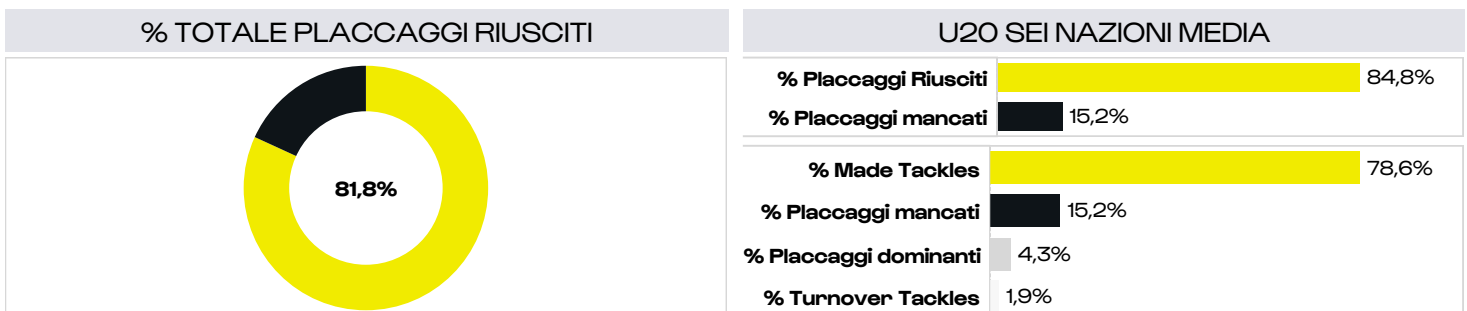 % TOTALE PLACCAGGI RIUSCITI
81,8%
U20 SEI NAZIONI MEDIA
% Placcaggi Riusciti 84,8%
% Placcaggi mancati 15,2%
% Made Tackles 78,6%
% Placcaggi mancati 15,2%
% Placcaggi dominanti 4,3%
% Turnover Tackles 1,9%